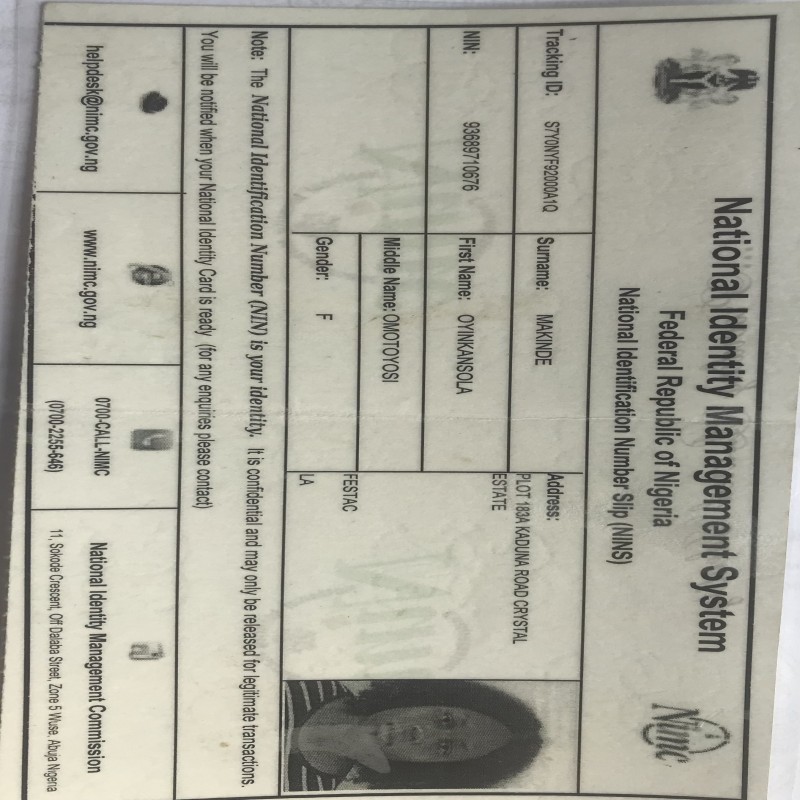 National Identity Management System
Federal Republic of Nigeria
National Identification Number Slip (NINS)
Nimc
Tracking ID: S7Y0NYF92000A1Q
Surname: MAKINDE
Address:
PLOT 183A KADUNA ROAD CRYSTAL
ESTATE
NIN: 93689710676
First Name: OYINKANSOLA
Middle Name: OMOTOYOSI
FESTAC
Gender: F
LA
Note: The National Identification Number (NIN) is your identity. It is confidential and may only be released for legitimate transactions.
You will be notified when your National Identity Card is ready (for any enquiries please contact)
helpdesk@nimc.gov.ng
www.nimc.gov.ng
0700-CALL-NIMC
(0700-2255-646)
National Identity Management Commission
11, Sokode Crescent, Off Dalaba Street, Zone 5 Wuse, Abuja Nigeria